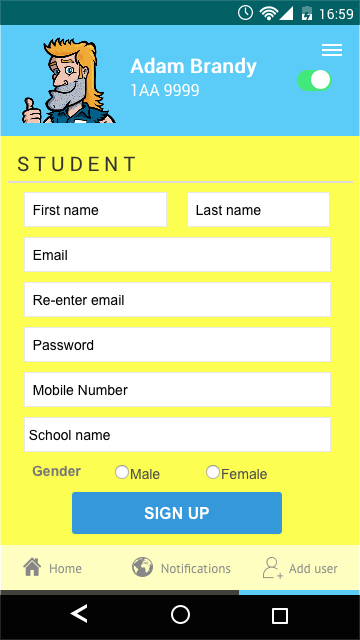 16:59
Adam Brandy
1AA 9999
STUDENT
First name Last name
Email
Re-enter email
Password
Mobile Number
School name
Gender Male Female
SIGN UP
Home Notifications Add user